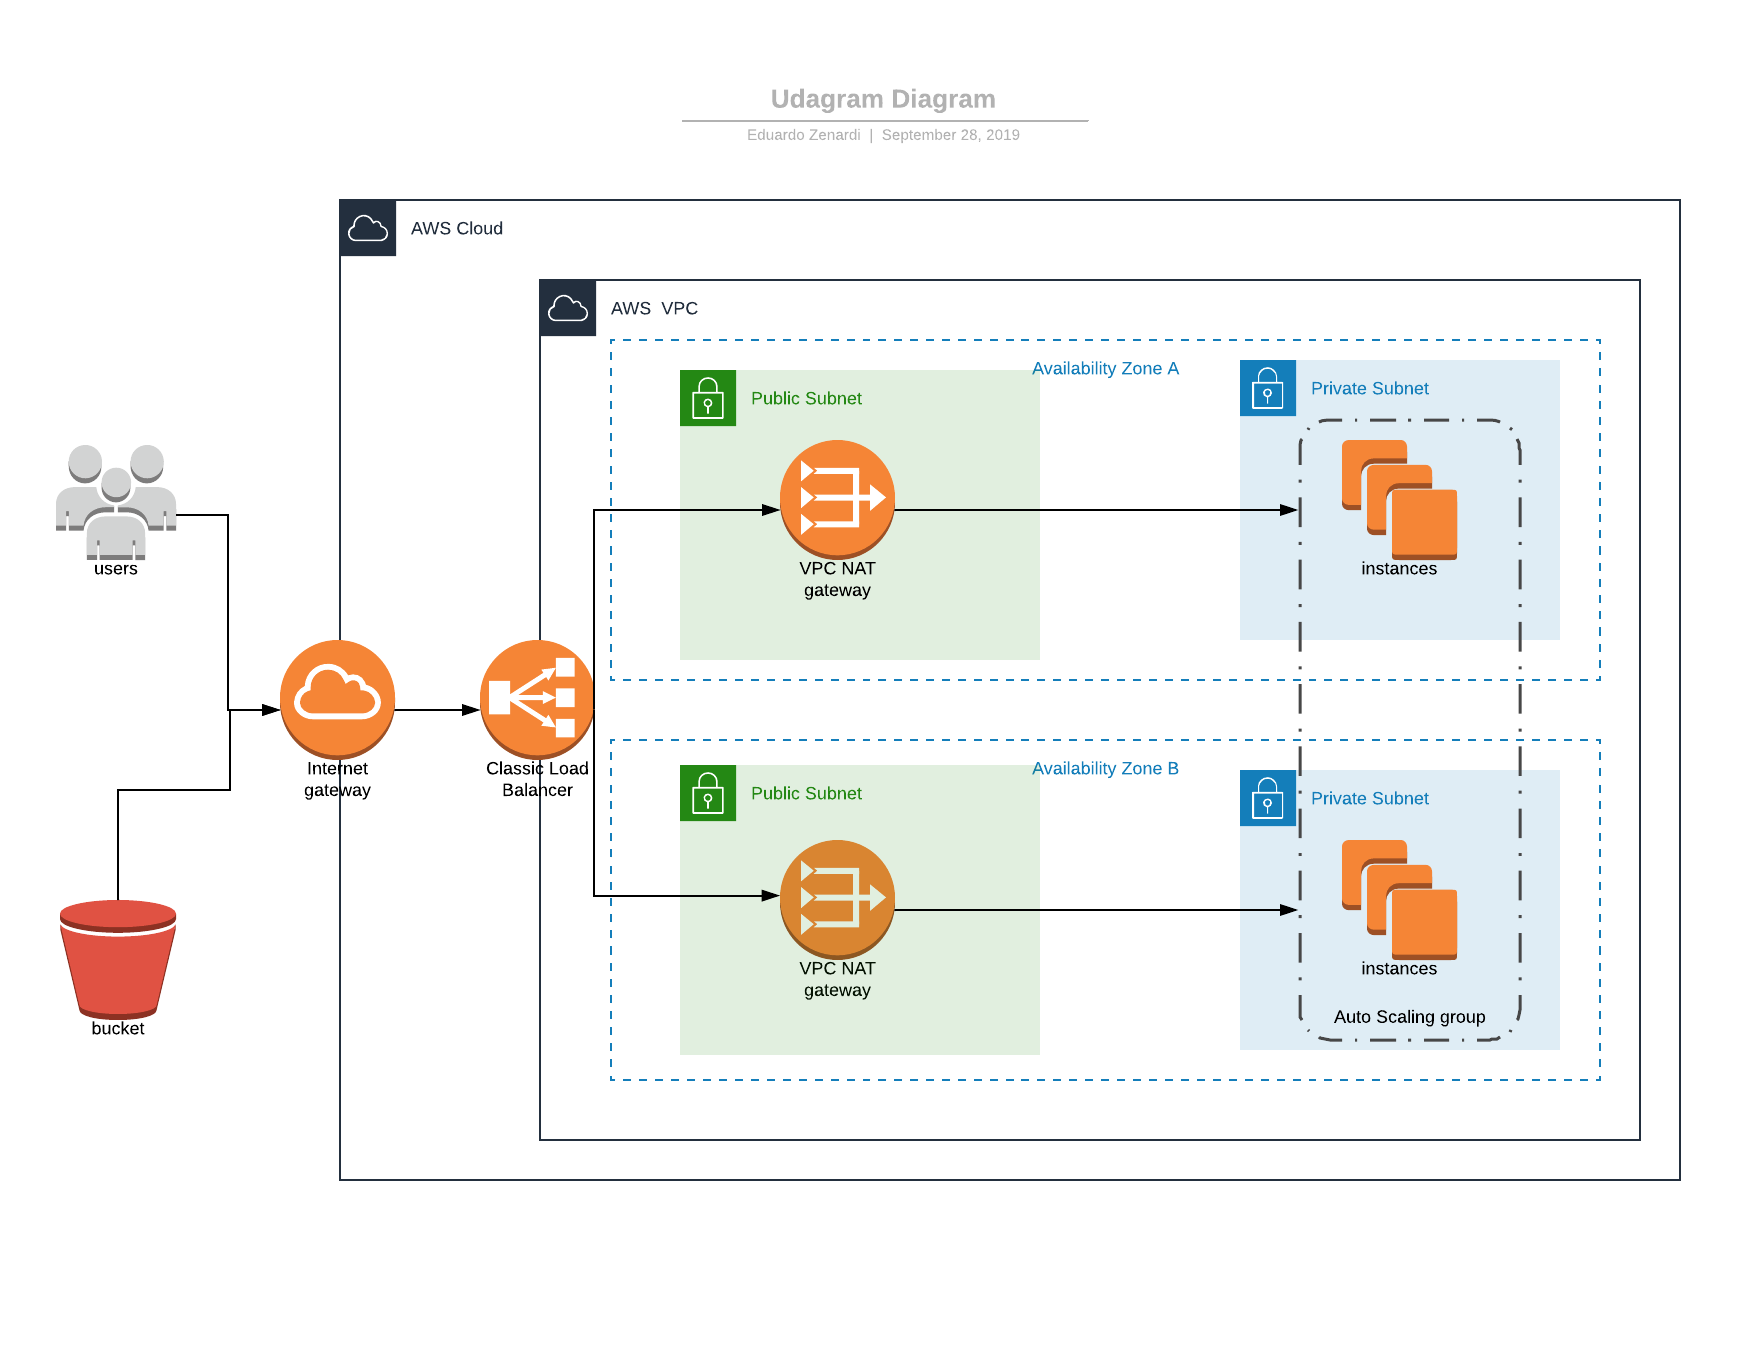 Udagram Diagram
Eduardo Zenardi | September 28, 2019
AWS Cloud
AWS VPC
Availability Zone A
Public Subnet
Private Subnet
VPC NAT
gateway
instances
users
Internet
gateway
Classic Load
Balancer
Availability Zone B
Public Subnet
Private Subnet
VPC NAT
gateway
instances
Auto Scaling group
bucket